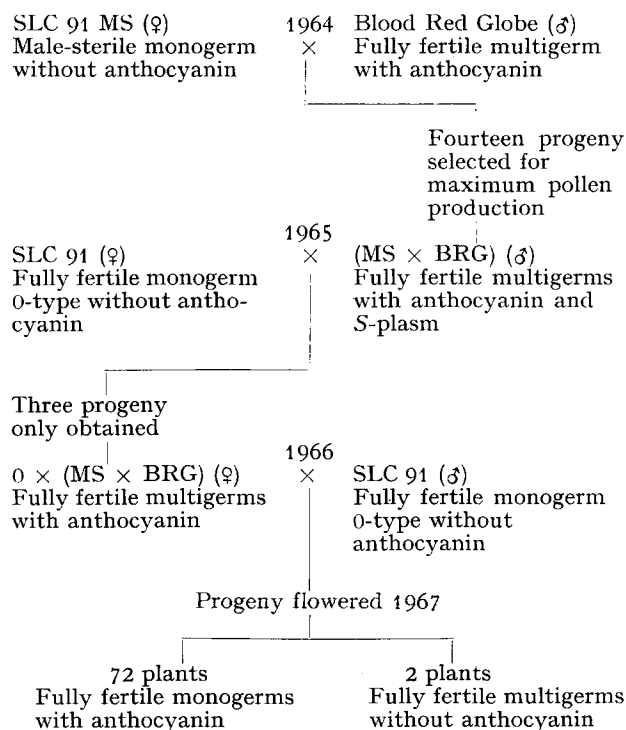 SLC 91 MS (♀)
Male-sterile monogerm
without anthocyanin
1964
×
Blood Red Globe (♂)
Fully fertile multigerm
with anthocyanin
Fourteen progeny
selected for
maximum pollen
production
SLC 91 (♀)
Fully fertile monogerm
0-type without antho-
cyanin
1965
×
(MS × BRG) (♂)
Fully fertile multigerms
with anthocyanin and
S-plasm
Three progeny
only obtained
0 × (MS × BRG) (♀)
Fully fertile multigerms
with anthocyanin
1966
×
SLC 91 (♂)
Fully fertile monogerm
0-type without
anthocyanin
Progeny flowered 1967
72 plants
Fully fertile monogerms
with anthocyanin
2 plants
Fully fertile multigerms
without anthocyanin